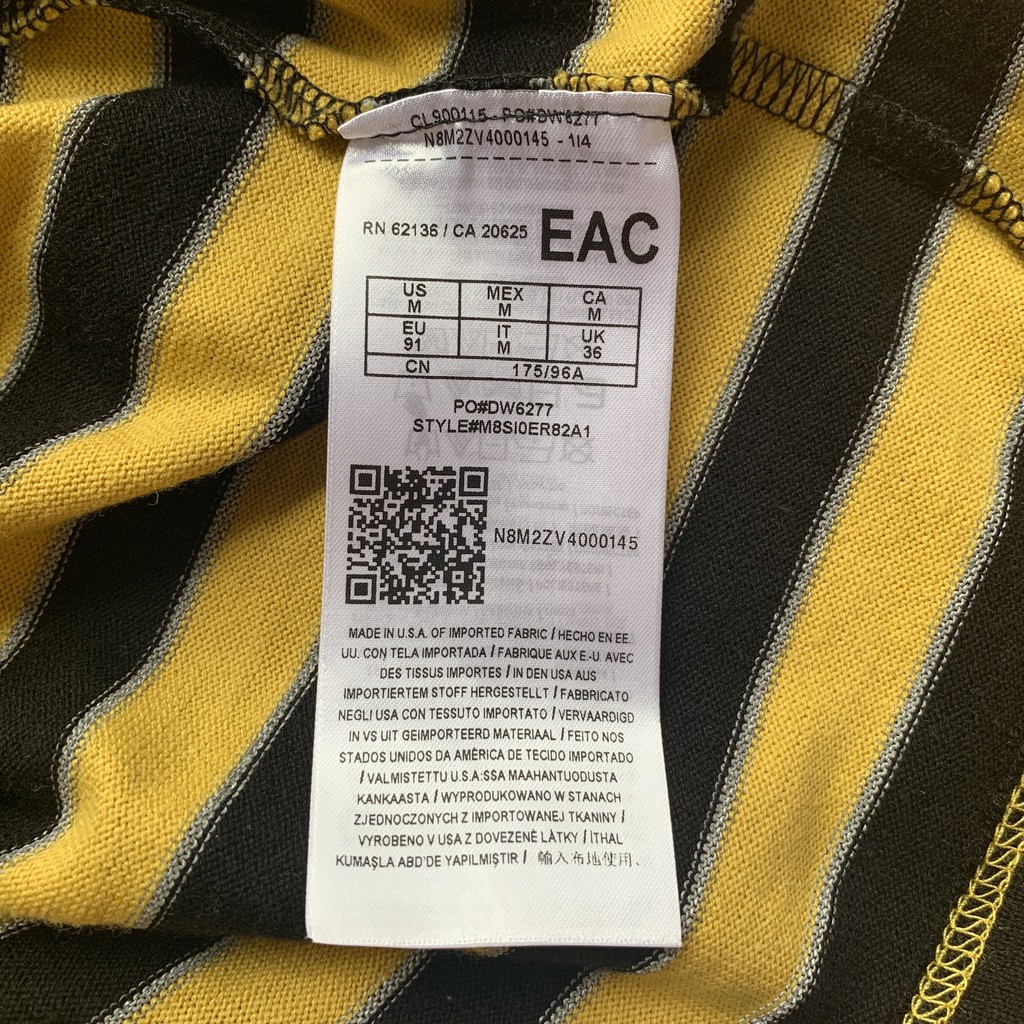 CL900115 - PO#DW6277
N8M2ZV4000145 - 1/4
RN 62136 / CA 20625 EAC
US MEX CA
M M M
EU IT UK
91 M 36
CN 175/96A
PO#DW6277
STYLE#M8SI0ER82A1
N8M2ZV4000145
MADE IN U.S.A. OF IMPORTED FABRIC / HECHO EN EE.
UU. CON TELA IMPORTADA / FABRIQUE AUX E.-U. AVEC
DES TISSUS IMPORTES / IN DEN USA AUS
IMPORTIERTEM STOFF HERGESTELLT / FABBRICATO
NEGLI USA CON TESSUTO IMPORTATO / VERVAARDIGD
IN VS UIT GEIMPORTEERD MATERIAAL / FEITO NOS
STADOS UNIDOS DA AMÉRICA DE TECIDO IMPORTADO
/ VALMISTETTU U.S.A:SSA MAAHANTUODUSTA
KANKAASTA / WYPRODUKOWANO W STANACH
ZJEDNOCZONYCH Z IMPORTOWANEJ TKANINY /
VYROBENO V USA Z DOVEZENÉ LÀTKY / İTHAL
KUMAŞLA ABD'DE YAPILMIŞTIR / 輸入布地使用、